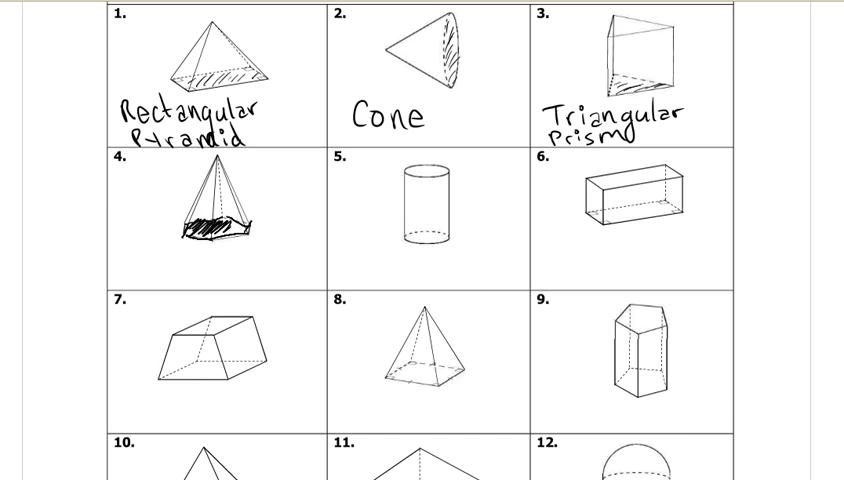 1.
2.
3.
Rectangular
Pyramid
Cone
Triangular
Prism
4.
5.
6.
7.
8.
9.
10.
11.
12.